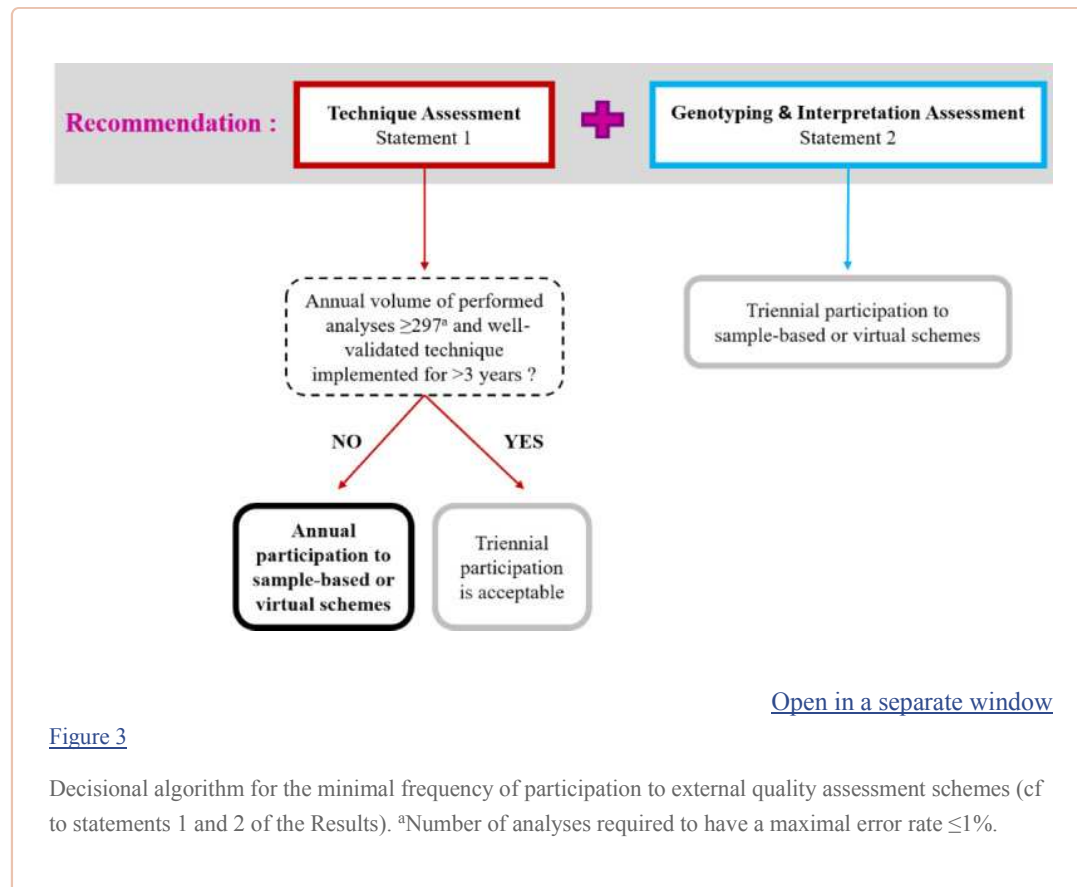 Recommendation :
Technique Assessment
Statement 1
Genotyping & Interpretation Assessment
Statement 2
Annual volume of performed
analyses ≥297ᵃ and well-
validated technique
implemented for >3 years ?
Triennial participation to
sample-based or virtual schemes
NO
YES
Annual
participation to
sample-based or
virtual schemes
Triennial
participation
is acceptable
Open in a separate window
Figure 3
Decisional algorithm for the minimal frequency of participation to external quality assessment schemes (cf
to statements 1 and 2 of the Results). ᵃNumber of analyses required to have a maximal error rate ≤1%.